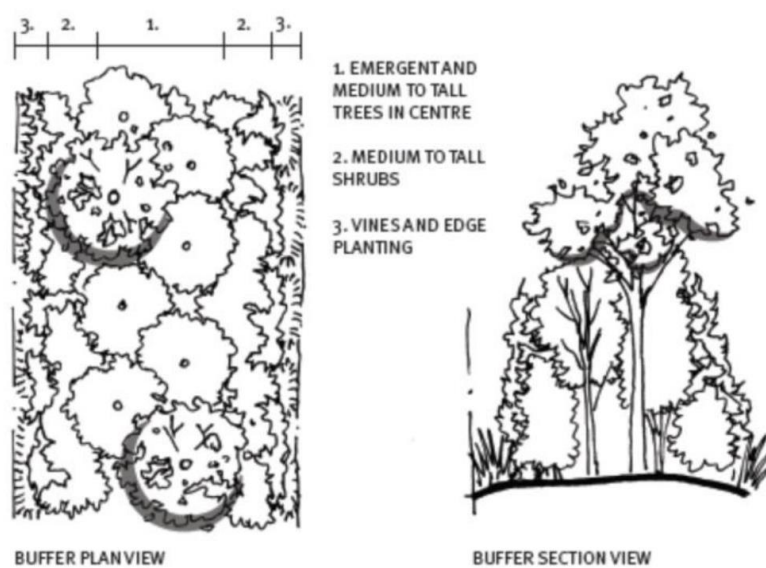 3. 2. 1. 2. 3.
1. EMERGENT AND
MEDIUM TO TALL
TREES IN CENTRE
2. MEDIUM TO TALL
SHRUBS
3. VINES AND EDGE
PLANTING
BUFFER PLAN VIEW
BUFFER SECTION VIEW